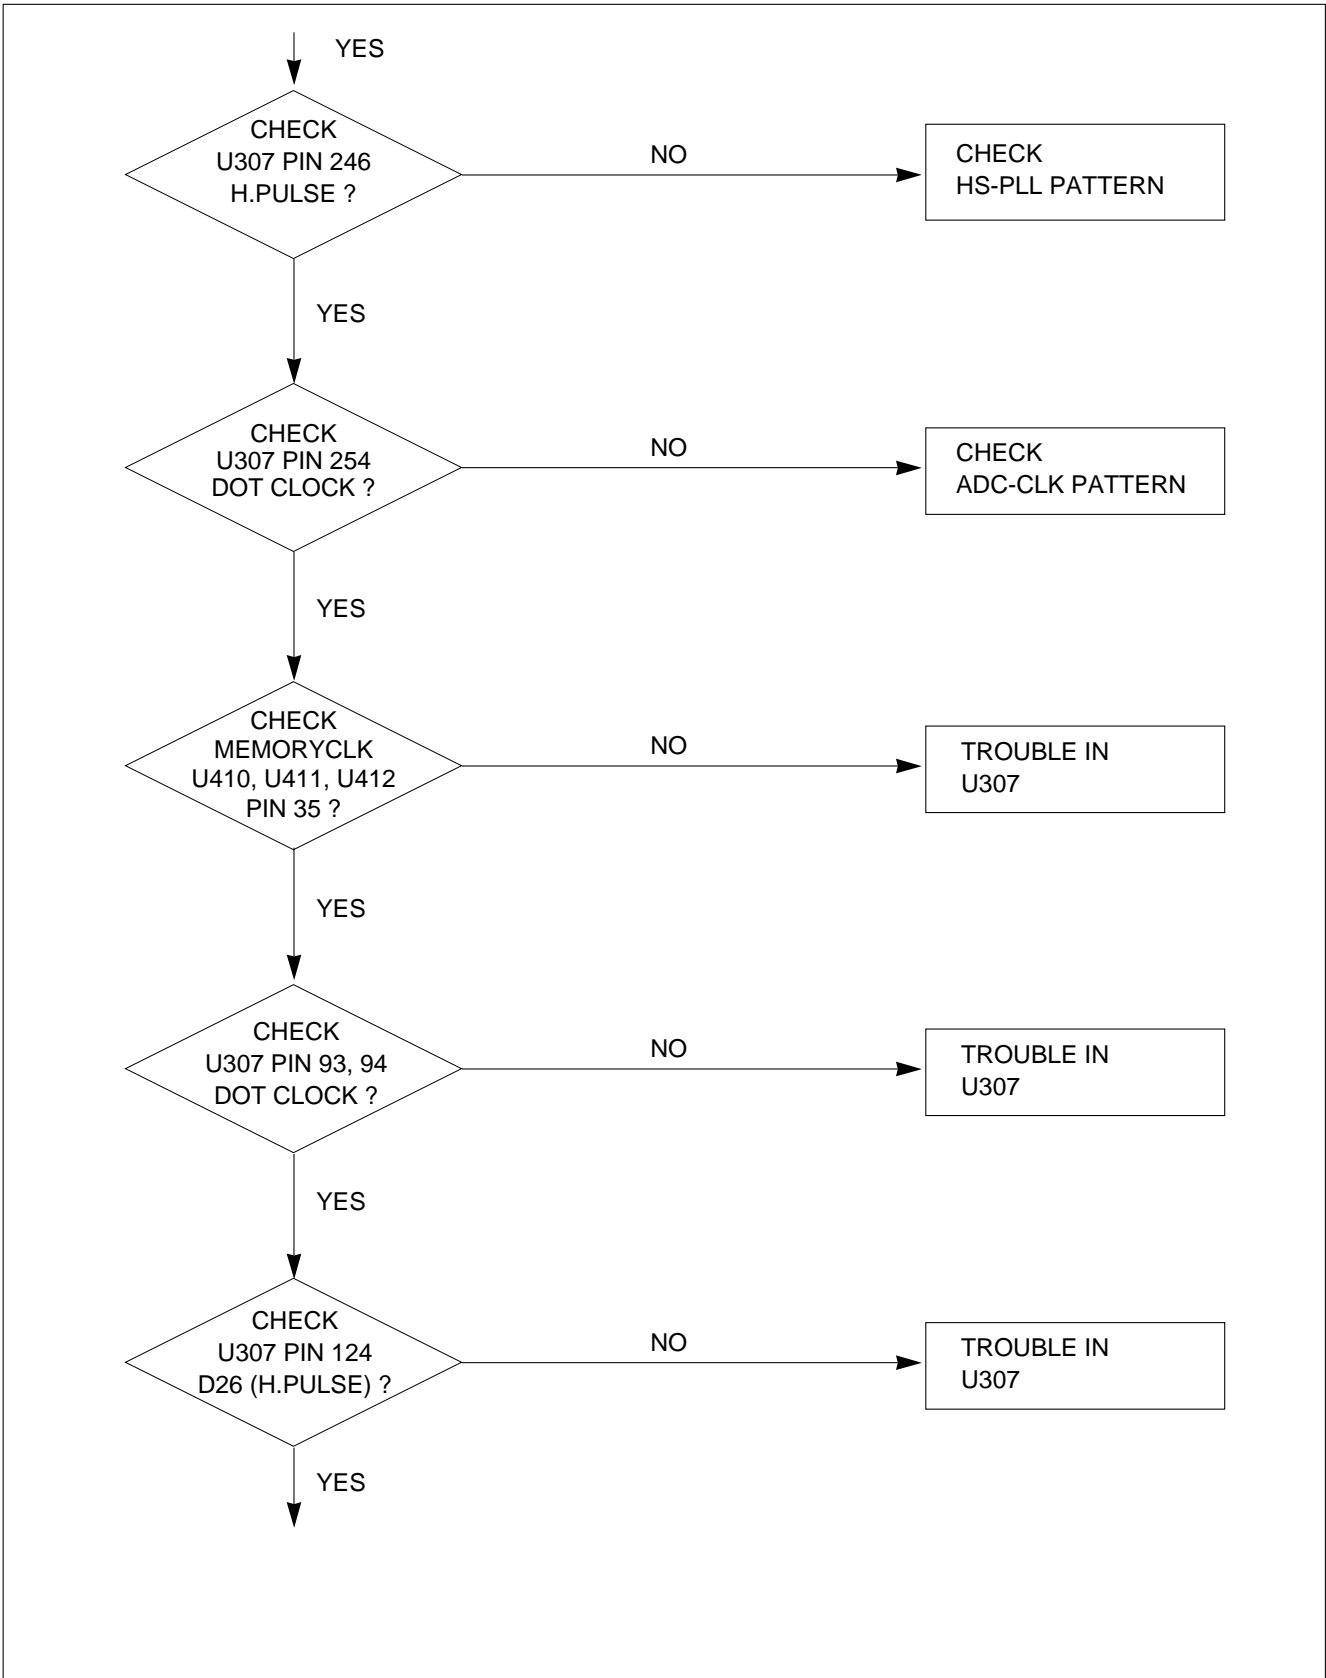 YES
CHECK
U307 PIN 246
H.PULSE ?
NO
CHECK
HS-PLL PATTERN
YES
CHECK
U307 PIN 254
DOT CLOCK ?
NO
CHECK
ADC-CLK PATTERN
YES
CHECK
MEMORYCLK
U410, U411, U412
PIN 35 ?
NO
TROUBLE IN
U307
YES
CHECK
U307 PIN 93, 94
DOT CLOCK ?
NO
TROUBLE IN
U307
YES
CHECK
U307 PIN 124
D26 (H.PULSE) ?
NO
TROUBLE IN
U307
YES